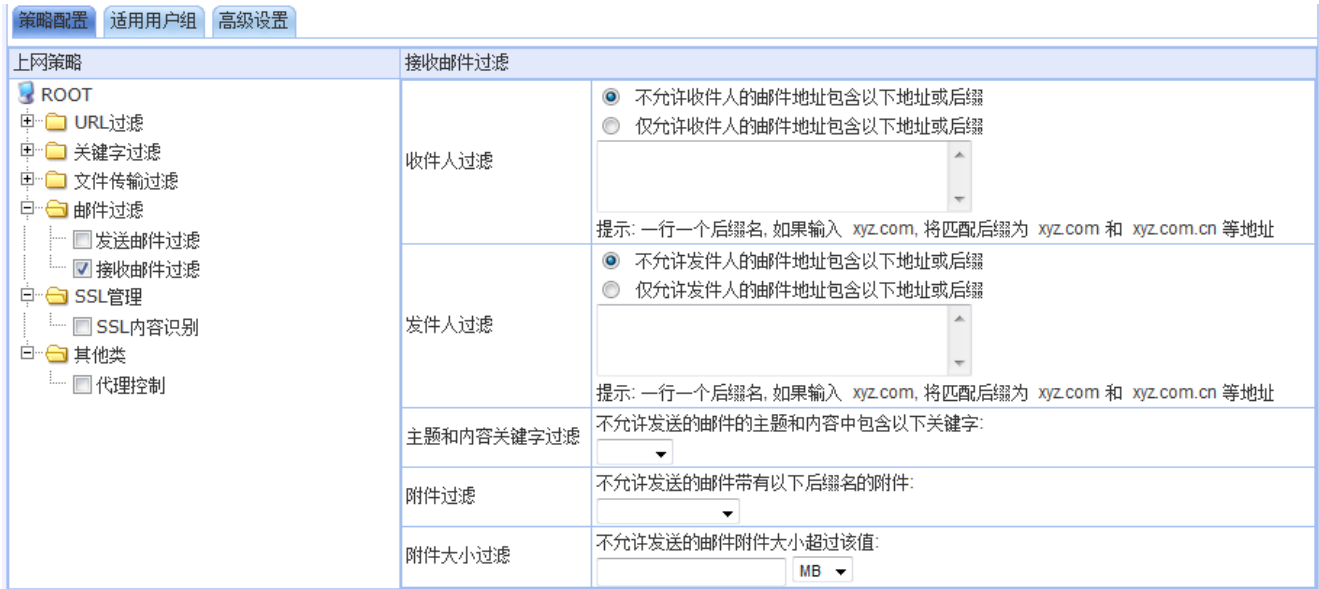 策略配置 适用用户组 高级设置
上网策略
ROOT
URL过滤
关键字过滤
文件传输过滤
邮件过滤
发送邮件过滤
接收邮件过滤
SSL管理
SSL内容识别
其他类
代理控制
接收邮件过滤
收件人过滤
不允许收件人的邮件地址包含以下地址或后缀
仅允许收件人的邮件地址包含以下地址或后缀
提示: 一行一个后缀名, 如果输入 xyz.com, 将匹配后缀为 xyz.com 和 xyz.com.cn 等地址
发件人过滤
不允许发件人的邮件地址包含以下地址或后缀
仅允许发件人的邮件地址包含以下地址或后缀
提示: 一行一个后缀名, 如果输入 xyz.com, 将匹配后缀为 xyz.com 和 xyz.com.cn 等地址
主题和内容关键字过滤
不允许发送的邮件的主题和内容中包含以下关键字:
附件过滤
不允许发送的邮件带有以下后缀名的附件:
附件大小过滤
不允许发送的邮件附件大小超过该值:
MB